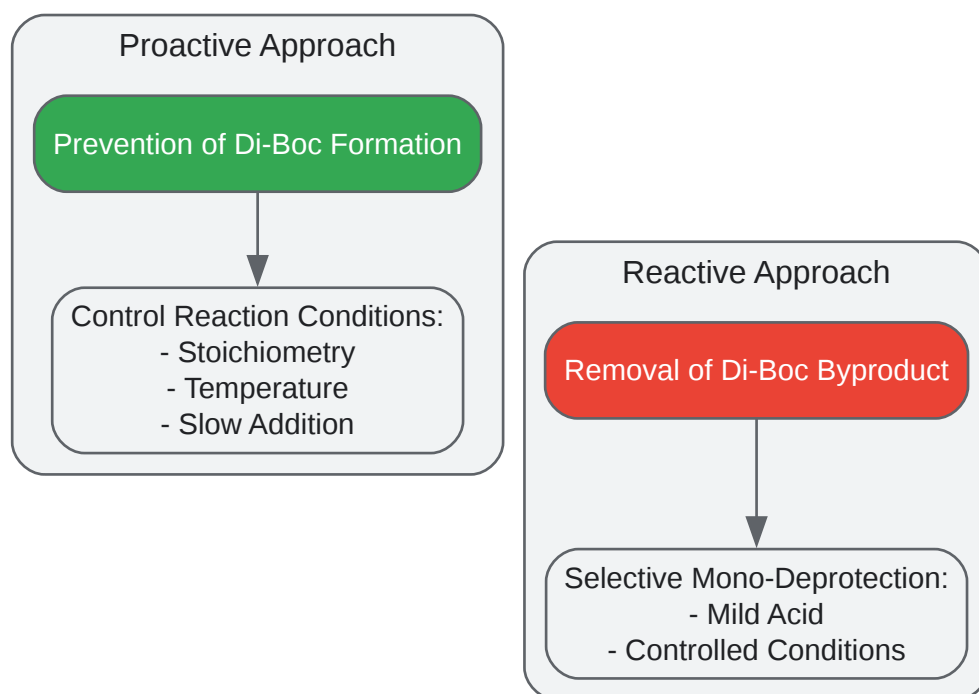 Proactive Approach
Prevention of Di-Boc Formation
Control Reaction Conditions:
- Stoichiometry
- Temperature
- Slow Addition
Reactive Approach
Removal of Di-Boc Byproduct
Selective Mono-Deprotection:
- Mild Acid
- Controlled Conditions